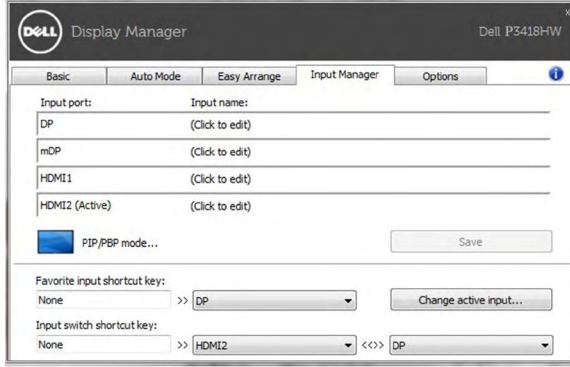 DELL Display Manager Dell P3418HW
Basic Auto Mode Easy Arrange Input Manager Options
Input port: Input name:
DP (Click to edit)
mDP (Click to edit)
HDMI1 (Click to edit)
HDMI2 (Active) (Click to edit)
PIP/PBP mode... Save
Favorite input shortcut key:
None >> DP Change active input...
Input switch shortcut key:
None >> HDMI2 <<>> DP